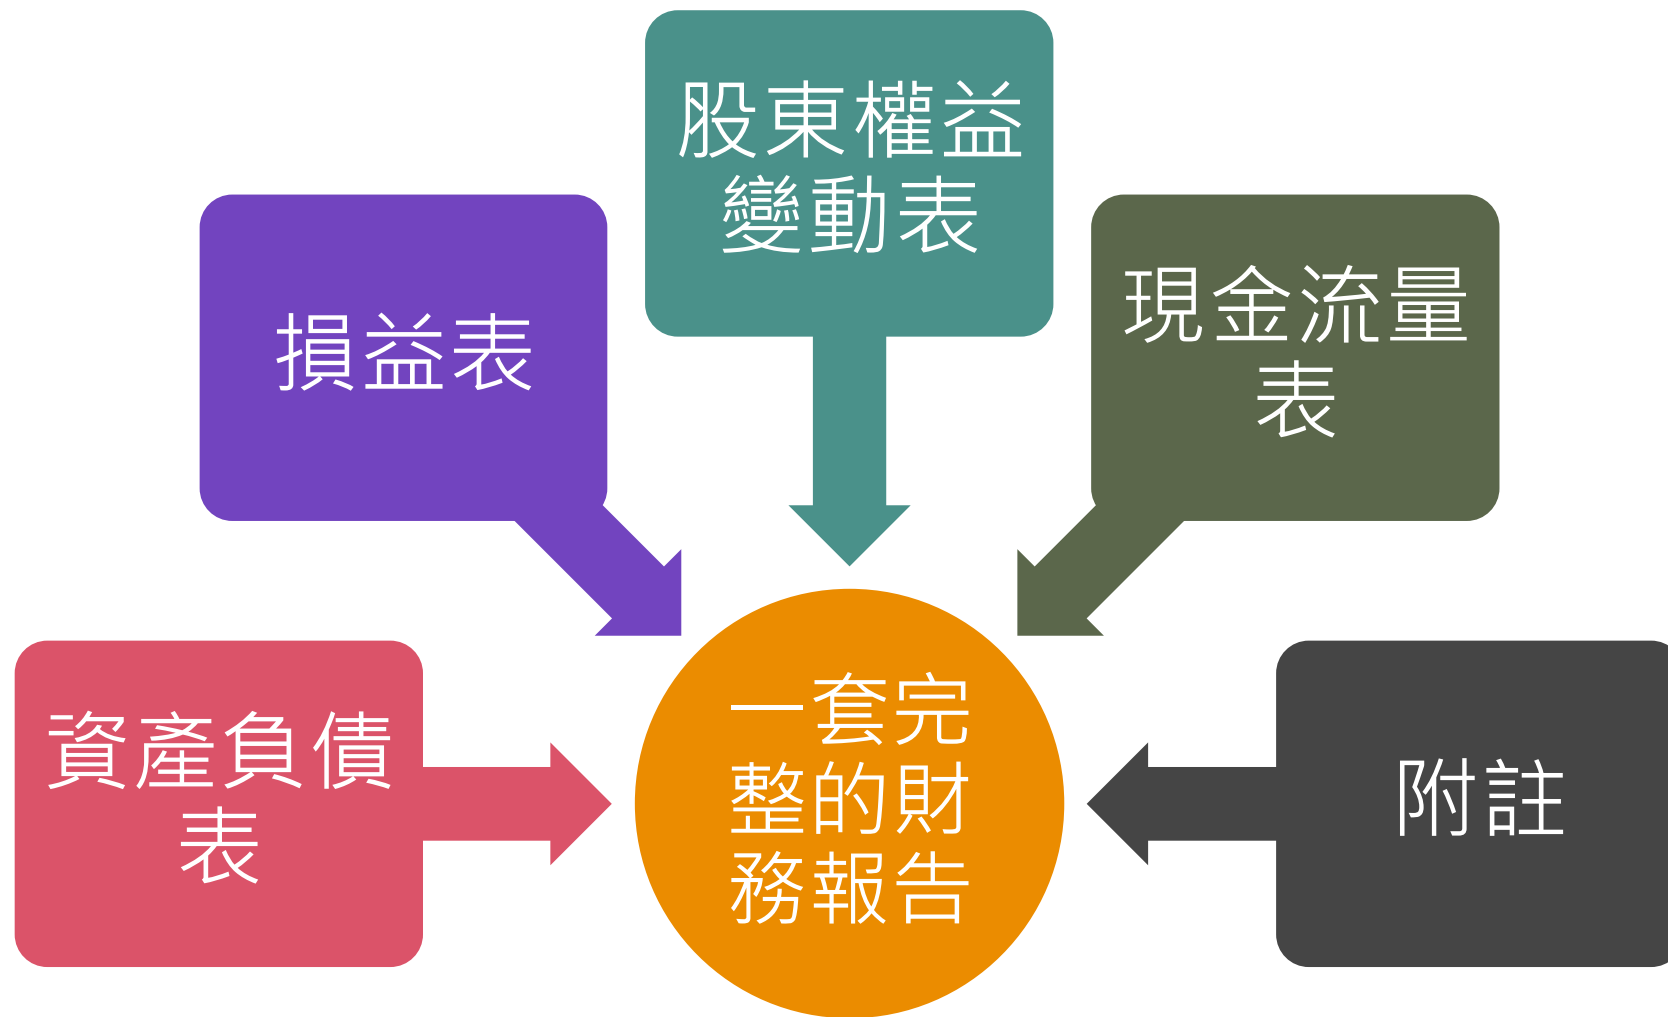 股東權益
變動表
損益表
現金流量
表
資產負債
表
一套完
整的財
務報告
附註